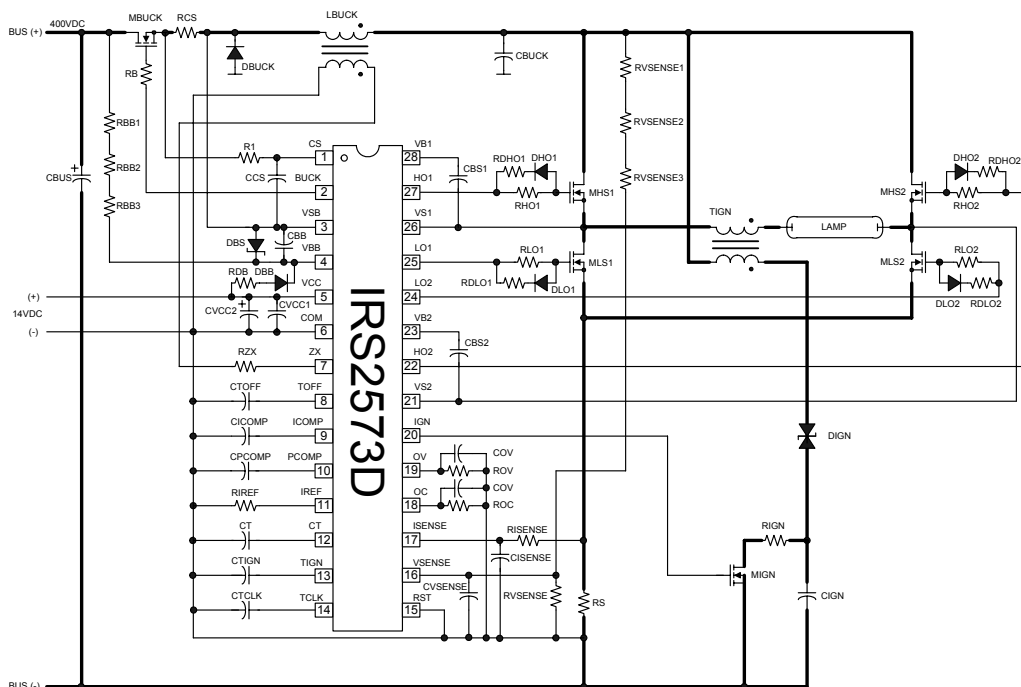 MBUCK RCS LBUCK
BUS (+) 400VDC
DBUCK CBUCK
RB
RVSENSE1
RVSENSE2
RVSENSE3
RBB1
RBB2
RBB3
CBUS +
R1 CS 1 28 VB1
CCS BUCK 2 27 HO1
VSB 3 26 VS1
DBS CBB VBB 4 25 LO1
RDB DBB VCC 5 24 LO2
CVCC2 + CVCC1 COM 6 23 VB2
RZX ZX 7 22 HO2
CTOFF TOFF 8 21 VS2
CICOMP ICOMP 9 20 IGN
CPCOMP PCOMP 10 19 OV
RIREF IREF 11 18 OC
CT CT 12 17 ISENSE
CTIGN TIGN 13 16 VSENSE
CTCLK TCLK 14 15 RST
IRS2573D
(+)
14VDC
(-)
CBS1
RDHO1 DHO1
RHO1
MHS1
RLO1
RDLO1 DLO1
MLS1
CBS2
TIGN LAMP
DHO2 RDHO2
RHO2
MHS2
RLO2
DLO2 RDLO2
MLS2
COV
ROV
COV
ROC
RISENSE
CISENSE
CVSENSE
RVSENSE
RS
DIGN
RIGN
MIGN
CIGN
BUS (-)